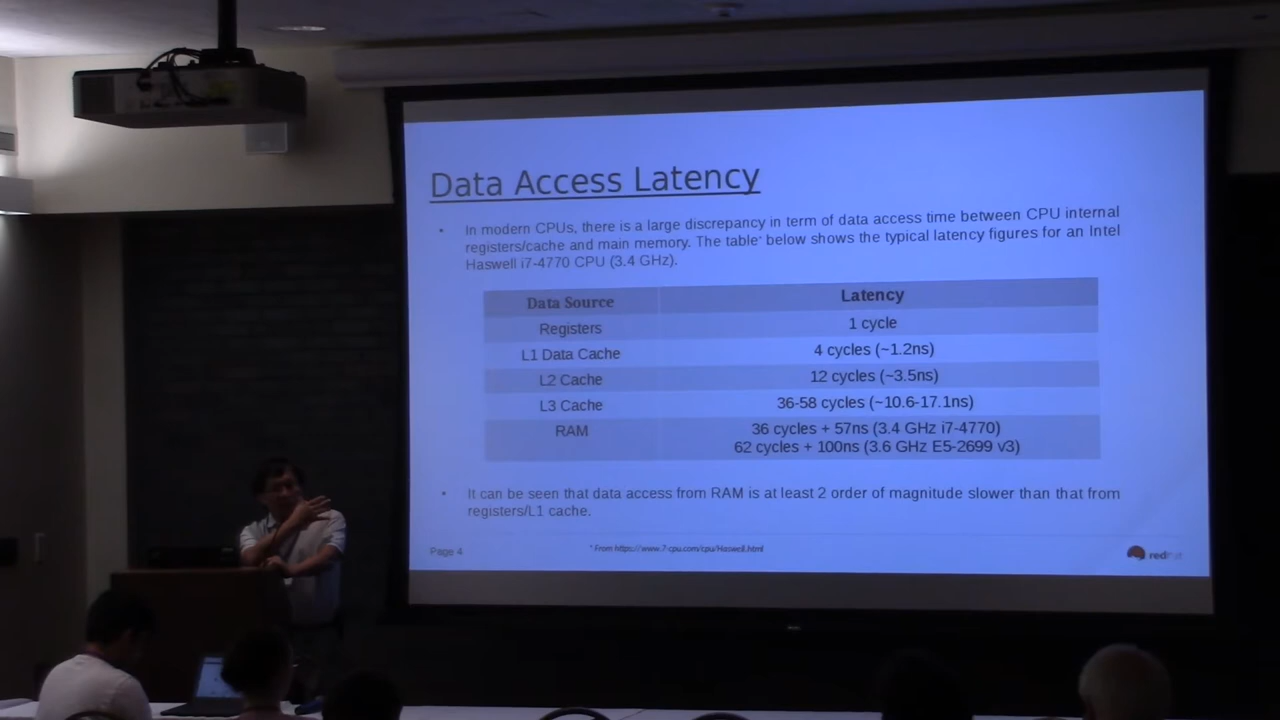 Data Access Latency
• In modern CPUs, there is a large discrepancy in term of data access time between CPU internal
registers/cache and main memory. The table* below shows the typical latency figures for an Intel
Haswell i7-4770 CPU (3.4 GHz).
Data Source Latency
Registers 1 cycle
L1 Data Cache 4 cycles (~1.2ns)
L2 Cache 12 cycles (~3.5ns)
L3 Cache 36-58 cycles (~10.6-17.1ns)
RAM 36 cycles + 57ns (3.4 GHz i7-4770)
62 cycles + 100ns (3.6 GHz E5-2699 v3)
• It can be seen that data access from RAM is at least 2 order of magnitude slower than that from
registers/L1 cache.
Page 4
* From https://www.7-cpu.com/cpu/Haswell.html
redhat